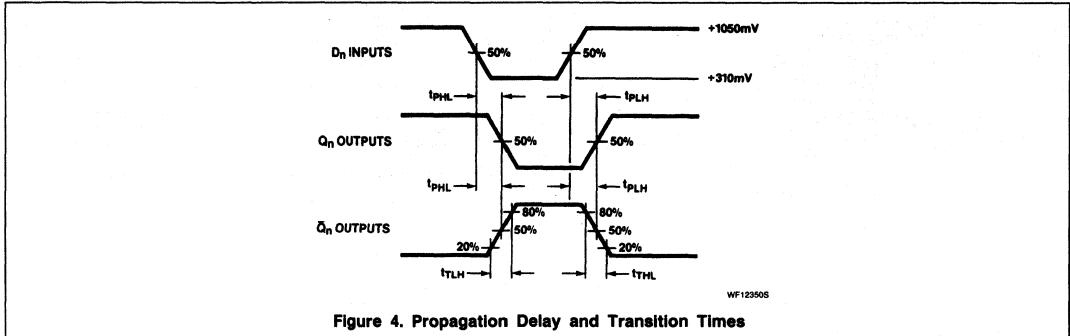 +1050mV
Dn INPUTS
50%
50%
+310mV
tPHL
tPLH
Qn OUTPUTS
50%
50%
tPHL
tPLH
80%
80%
Q̄n OUTPUTS
50%
50%
20%
20%
tTLH
tTHL
WF12350S
Figure 4. Propagation Delay and Transition Times